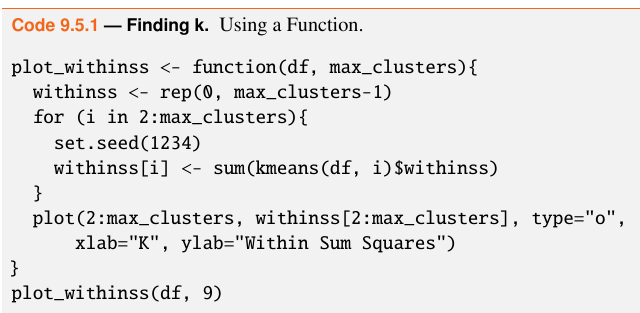 Code 9.5.1 — Finding k. Using a Function.
plot_withinss <- function(df, max_clusters){
  withinss <- rep(0, max_clusters-1)
  for (i in 2:max_clusters){
    set.seed(1234)
    withinss[i] <- sum(kmeans(df, i)$withinss)
  }
  plot(2:max_clusters, withinss[2:max_clusters], type="o",
      xlab="K", ylab="Within Sum Squares")
}
plot_withinss(df, 9)